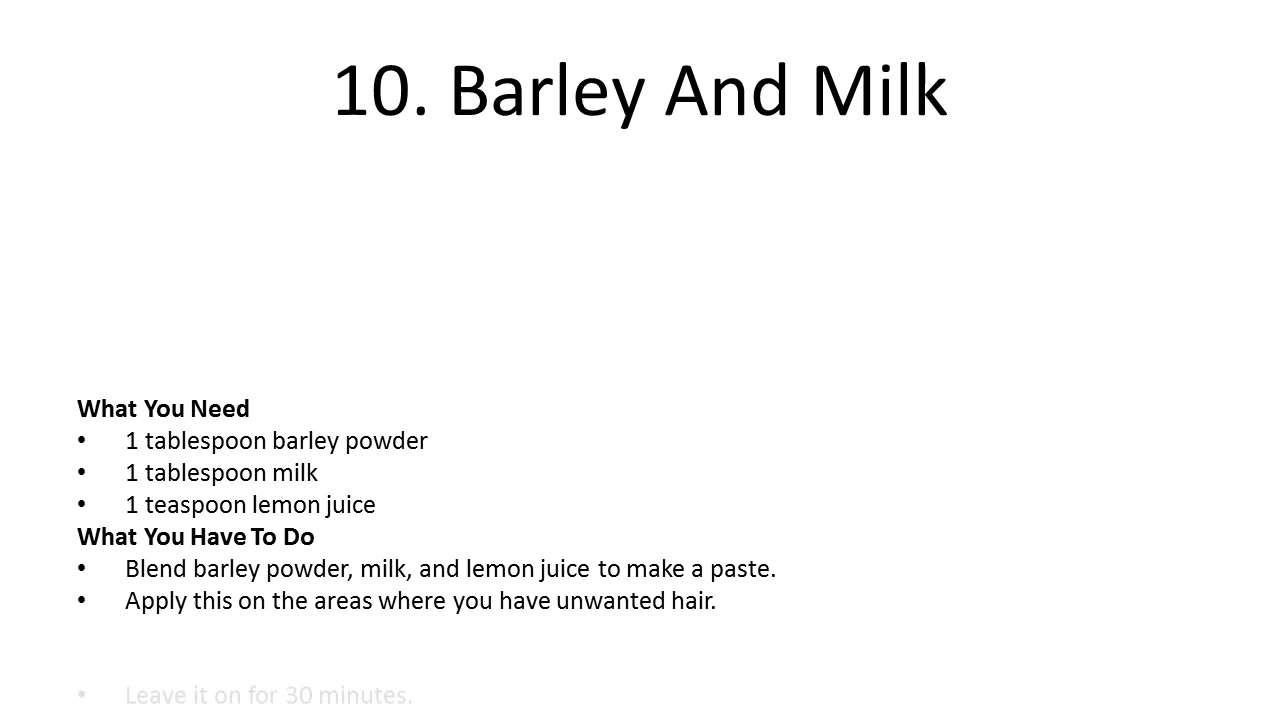 10. Barley And Milk
What You Need
• 1 tablespoon barley powder
• 1 tablespoon milk
• 1 teaspoon lemon juice
What You Have To Do
• Blend barley powder, milk, and lemon juice to make a paste.
• Apply this on the areas where you have unwanted hair.
• Leave it on for 30 minutes.